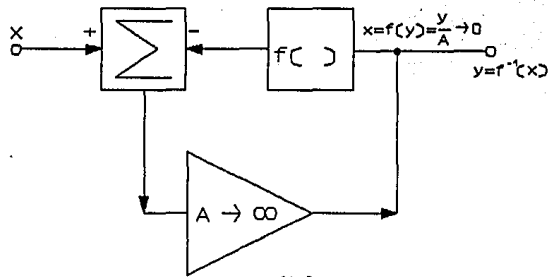 X
+
Σ
-
f( )
x=f(y)=y/A→0
y=f⁻¹(x)
A → ∞